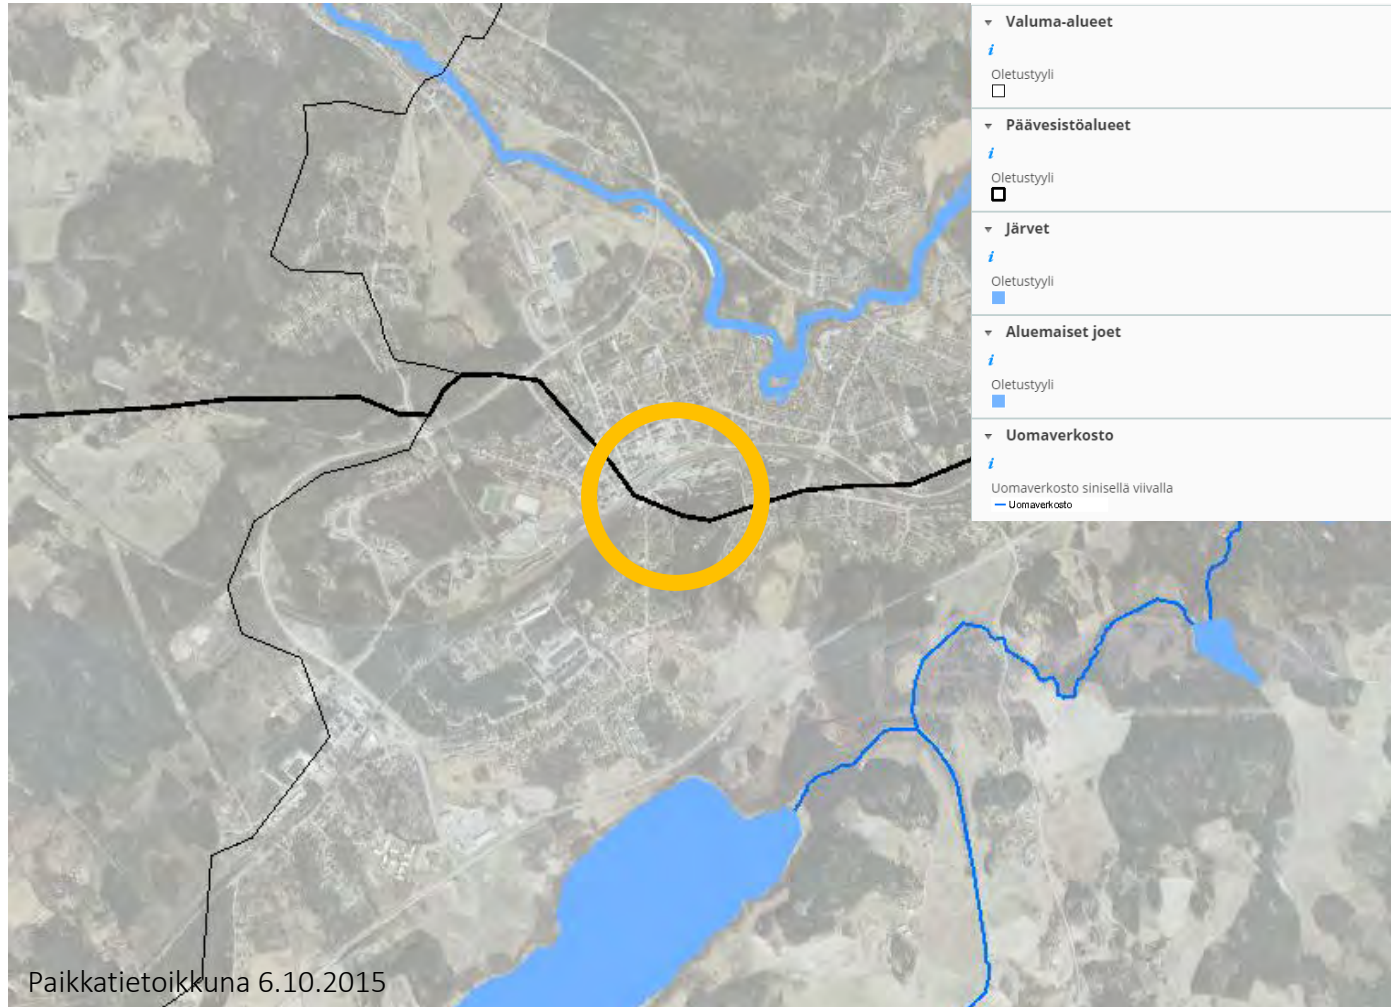 Valuma-alueet
i
Oletustyyli
Päävesistöalueet
i
Oletustyyli
Järvet
i
Oletustyyli
Aluemaiset joet
i
Oletustyyli
Uomaverkosto
i
Uomaverkosto sinisellä viivalla
Uomaverkosto
Paikkatietoikkuna 6.10.2015